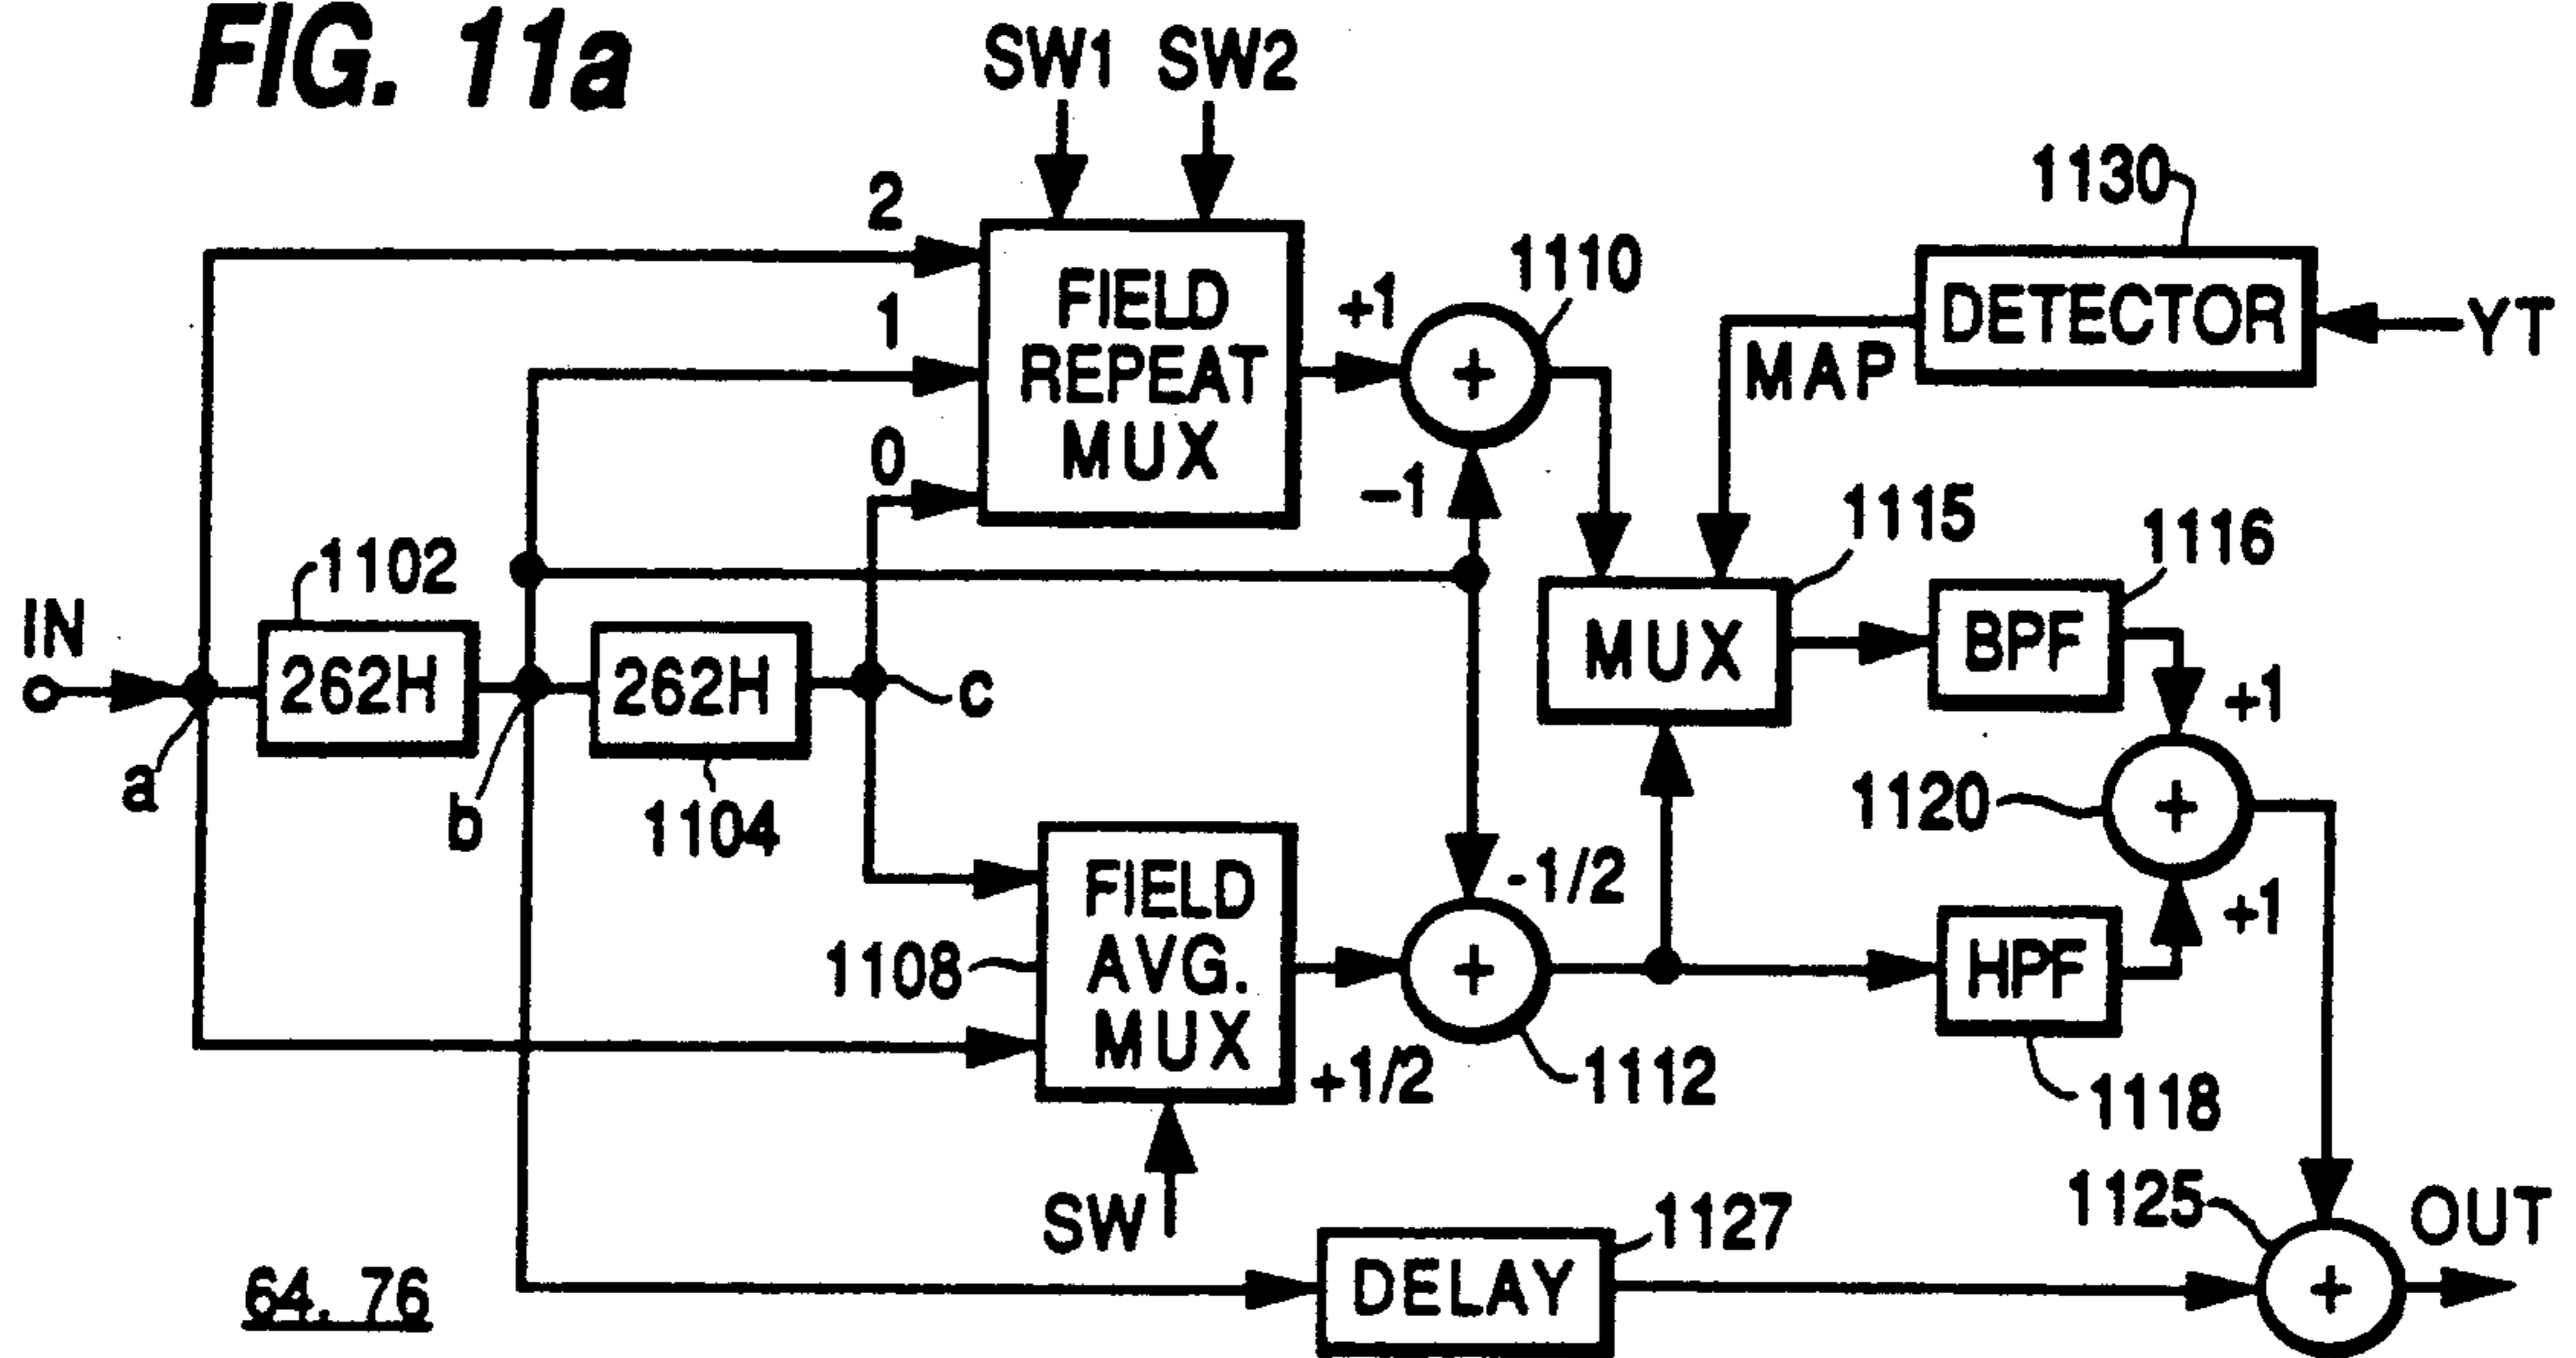 FIG. 11a
SW1 SW2
2
1
0
FIELD
REPEAT
MUX
+1
-1
1110
1130
DETECTOR
YT
MAP
1115
MUX
1116
BPF
+1
IN
a
1102
262H
b
262H
1104
c
1120
+1
HPF
1118
FIELD
AVG.
MUX
1108
SW
+1/2
-1/2
1112
1127
DELAY
1125
OUT
64, 76